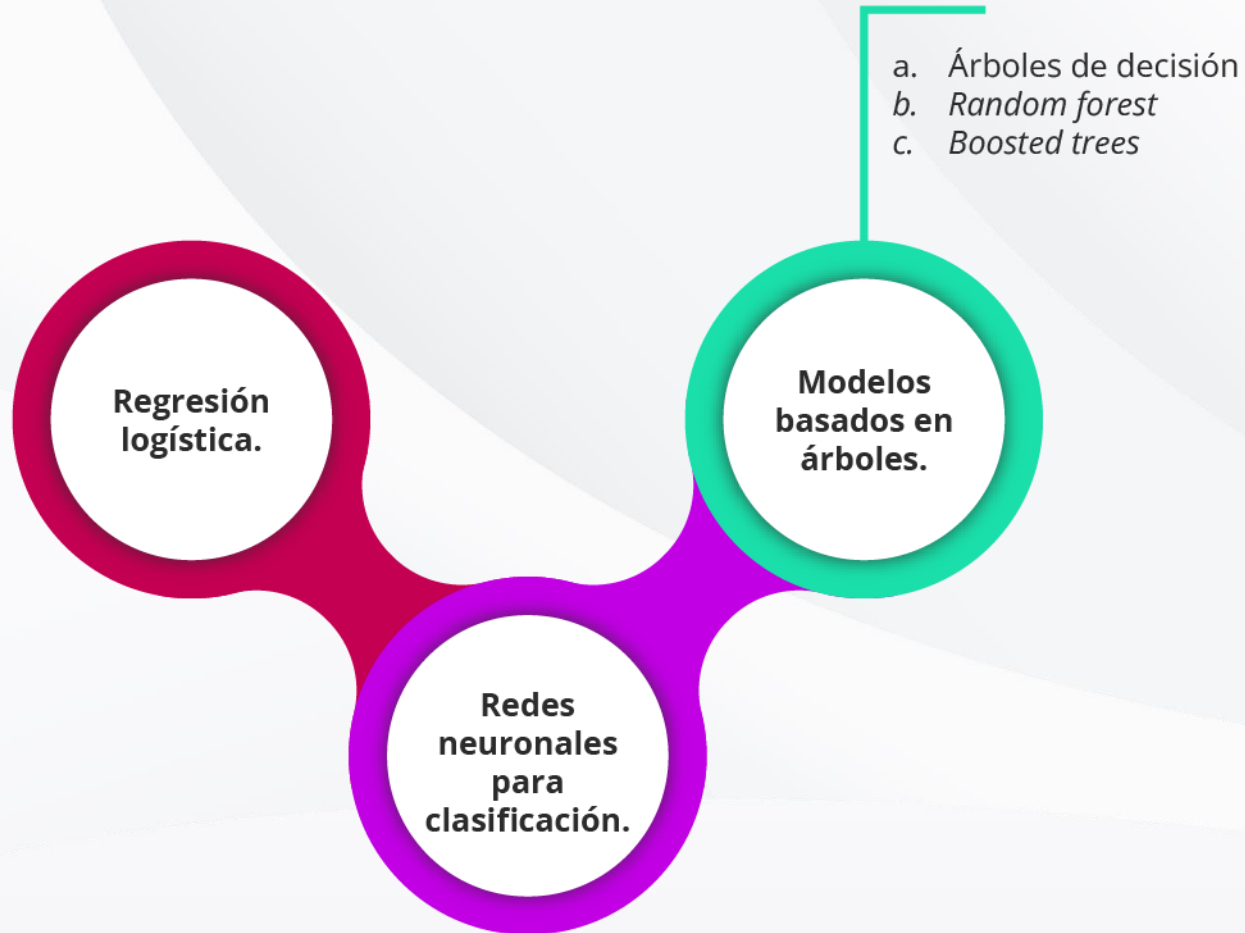 a. Árboles de decisión
b. Random forest
c. Boosted trees
Regresión
logística.
Modelos
basados en
árboles.
Redes
neuronales
para
clasificación.